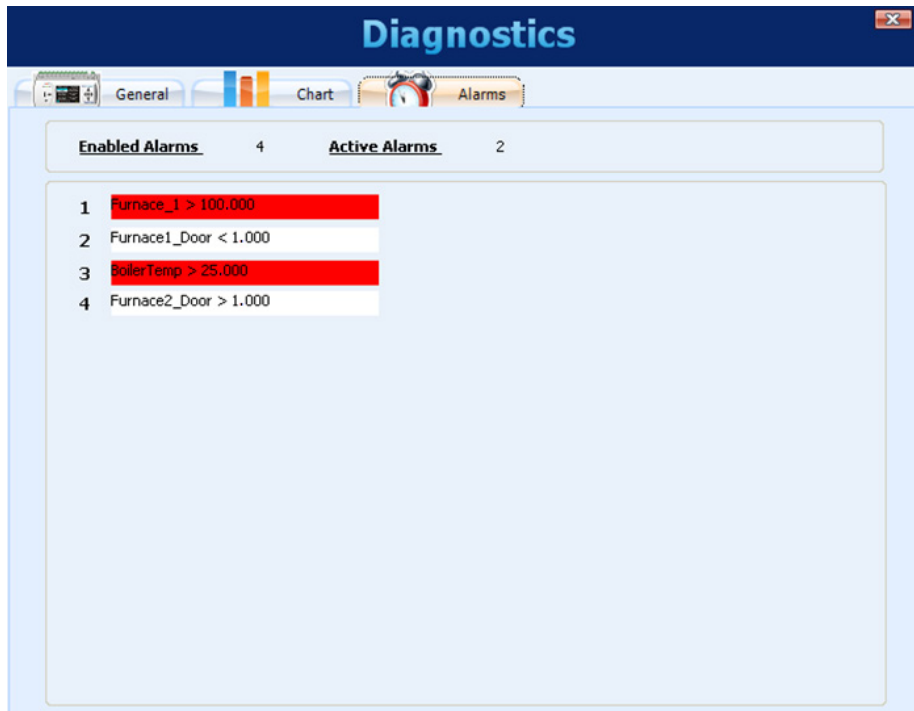 Diagnostics
General Chart Alarms
Enabled Alarms 4 Active Alarms 2
1 Furnace_1 > 100.000
2 Furnace1_Door < 1.000
3 BoilerTemp > 25.000
4 Furnace2_Door > 1.000